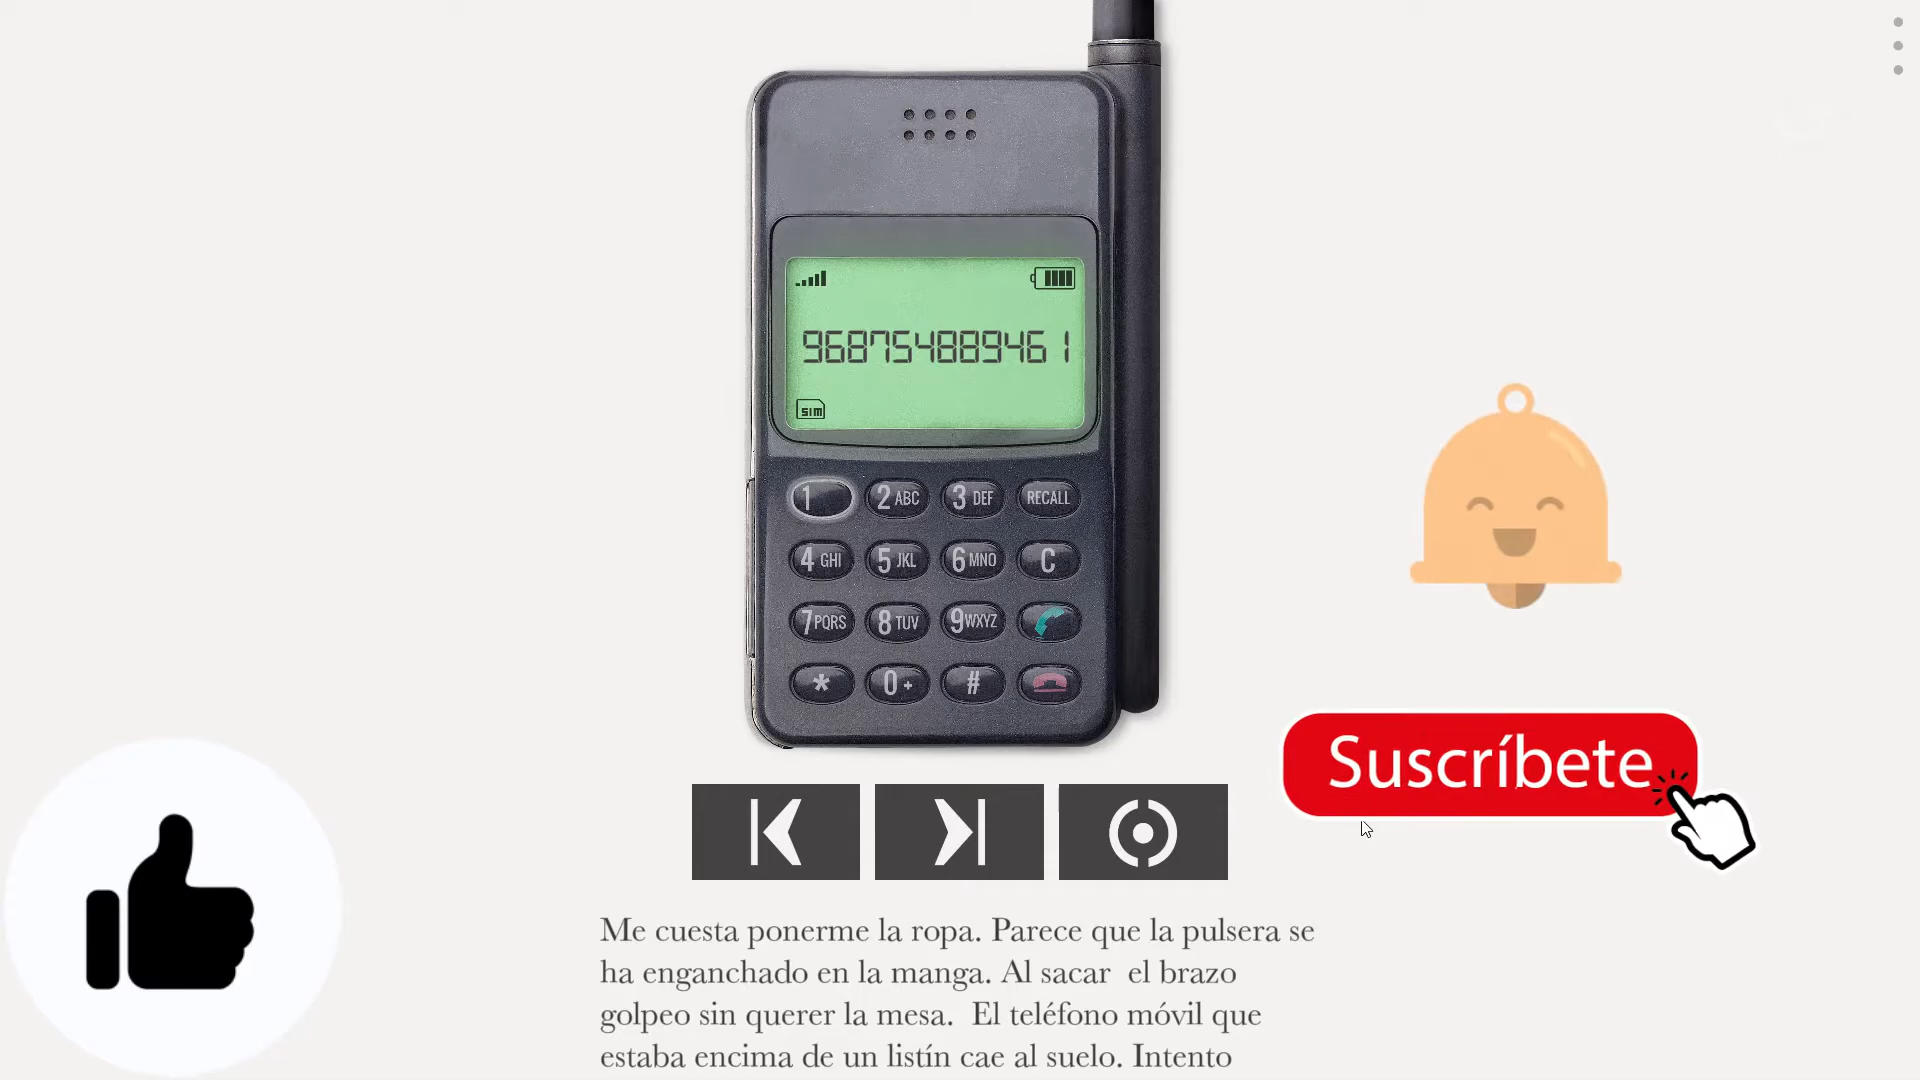 968754889461
SIM
1 2 ABC 3 DEF RECALL
4 GHI 5 JKL 6 MNO C
7 PQRS 8 TUV 9 WXYZ
* 0 + #
Suscríbete
Me cuesta ponerme la ropa. Parece que la pulsera se
ha enganchado en la manga. Al sacar el brazo
golpeo sin querer la mesa. El teléfono móvil que
estaba encima de un listín cae al suelo. Intento